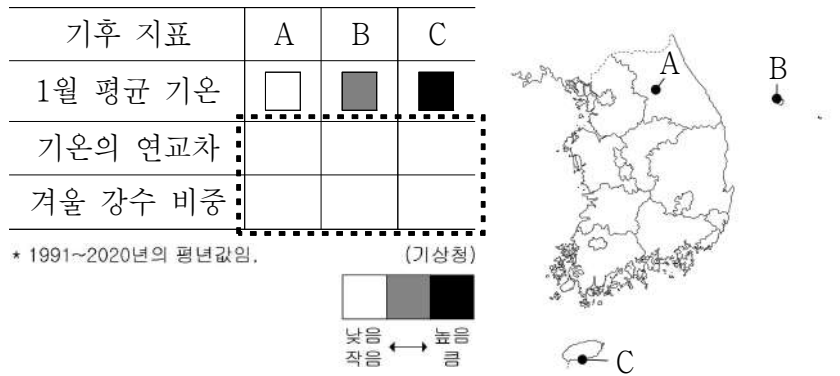 기후 지표 A B C
1월 평균 기온
기온의 연교차
겨울 강수 비중
* 1991~2020년의 평년값임. (기상청)
낮음 높음
작음 큼
A
B
C